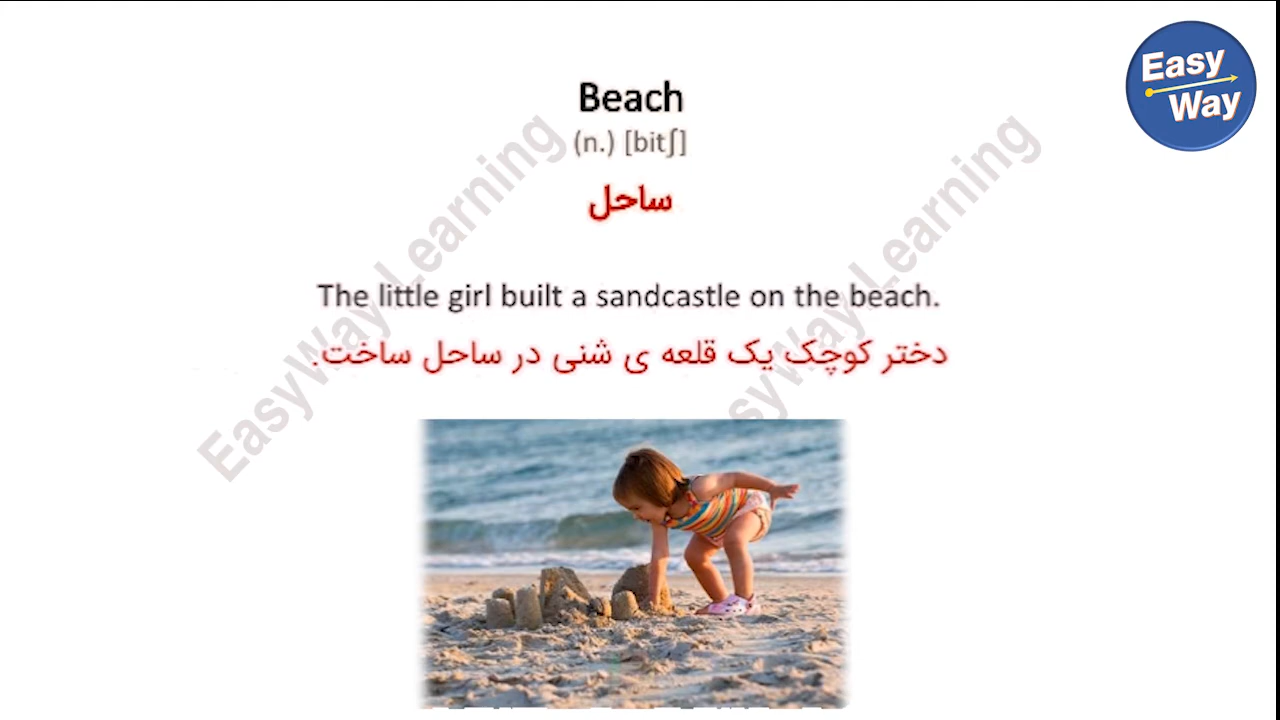 Easy
Way
Beach
(n.) [bitʃ]
ساحل
The little girl built a sandcastle on the beach.
دختر کوچک یک قلعه ی شنی در ساحل ساخت.
EasyWay Learning
EasyWay Learning